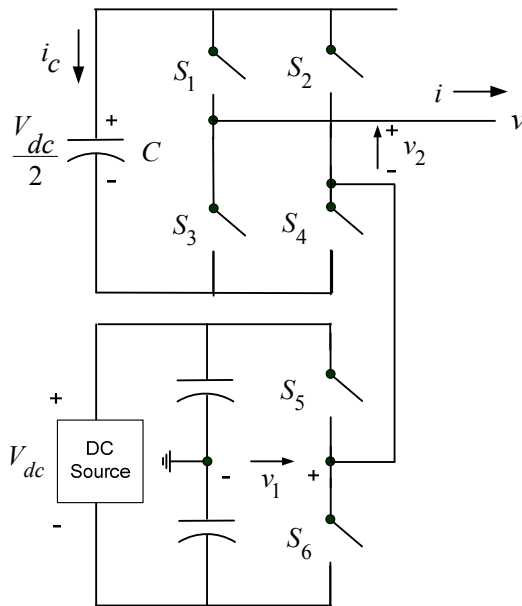 i_c
S_1
S_2
i
v
+
V_dc/2
-
C
+
v_2
-
S_3
S_4
+
V_dc
-
DC
Source
S_5
-
v_1
+
S_6